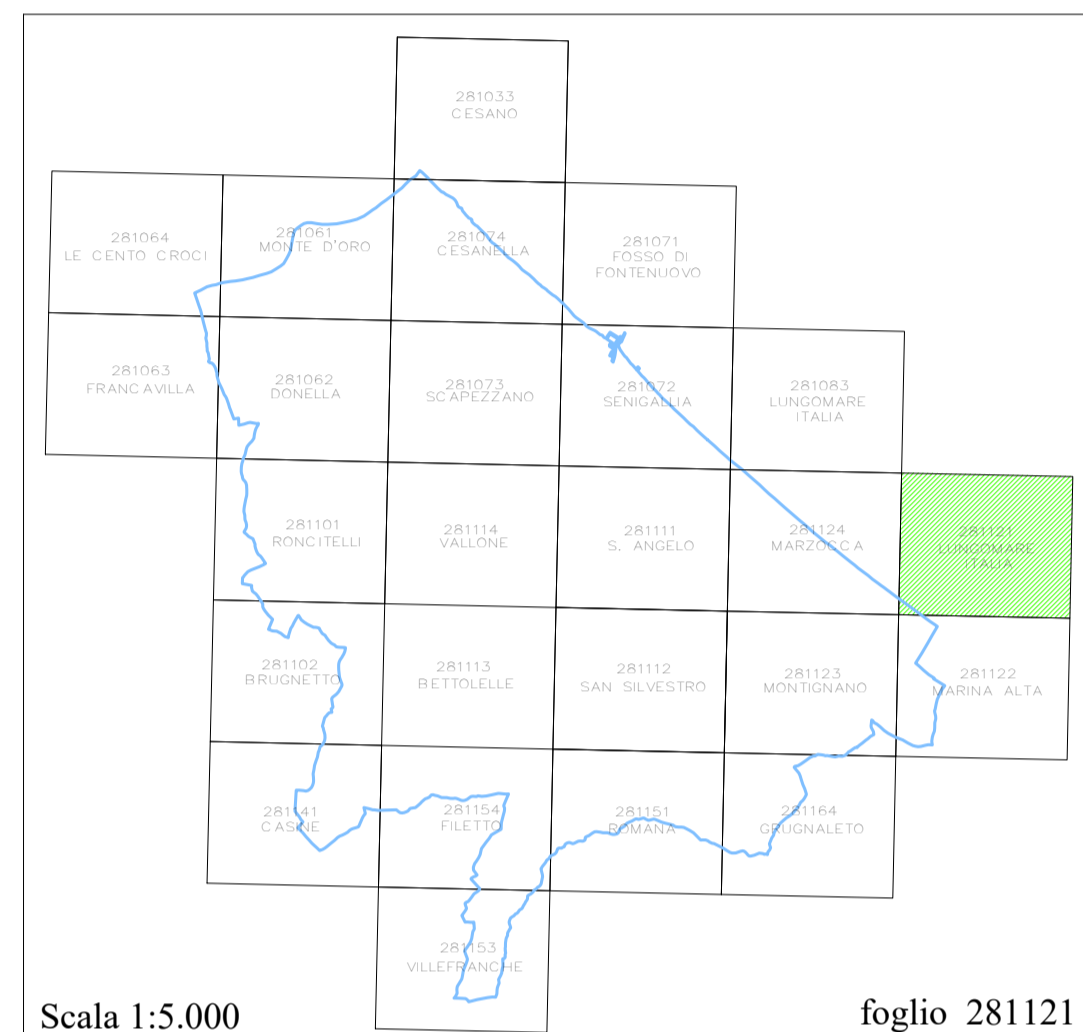 281033
CESANO
281064
LE CENTO CROCI
281061
MONTE D'ORO
281074
CESANELLA
281071
FOSSO DI
FONTENUOVO
281063
FRANCAVILLA
281062
DONELLA
281073
SCAPEZZANO
281072
SENIGALLIA
281083
LUNGOMARE
ITALIA
281101
RONCITELLI
281114
VALLONE
281111
S. ANGELO
281124
MARZOCCA
281121
LUNGOMARE
ITALIA
281102
BRUGNETTO
281113
BETTOLELLE
281112
SAN SILVESTRO
281123
MONTIGNANO
281122
MARINA ALTA
281141
CASINE
281154
FILETTO
281151
ROMANA
281164
GRUGNALETO
281153
VILLEFRANCHE
Scala 1:5.000
foglio 281121